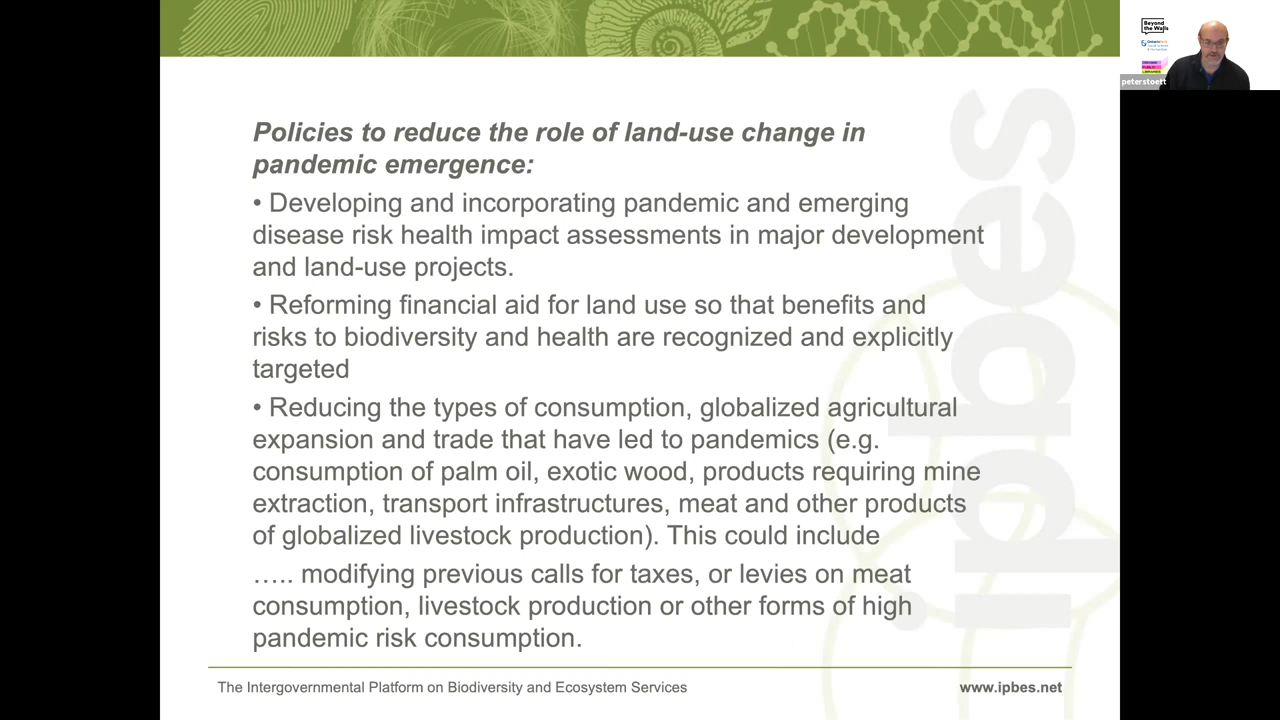 Policies to reduce the role of land-use change in
pandemic emergence:
• Developing and incorporating pandemic and emerging
disease risk health impact assessments in major development
and land-use projects.
• Reforming financial aid for land use so that benefits and
risks to biodiversity and health are recognized and explicitly
targeted
• Reducing the types of consumption, globalized agricultural
expansion and trade that have led to pandemics (e.g.
consumption of palm oil, exotic wood, products requiring mine
extraction, transport infrastructures, meat and other products
of globalized livestock production). This could include
….. modifying previous calls for taxes, or levies on meat
consumption, livestock production or other forms of high
pandemic risk consumption.
The Intergovernmental Platform on Biodiversity and Ecosystem Services
www.ipbes.net
ipbes
Beyond
the Walls
peterstoett